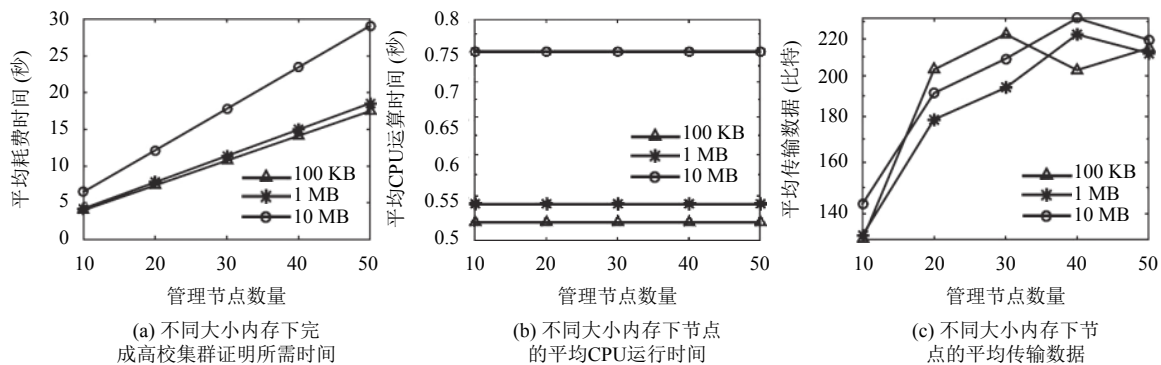 平均耗费时间 (秒)
30
25
20
15
10
5
0
100 KB
1 MB
10 MB
10 20 30 40 50
管理节点数量
(a) 不同大小内存下完
成高校集群证明所需时间
平均CPU运算时间 (秒)
0.75
0.7
0.65
0.6
0.55
0.5
100 KB
1 MB
10 MB
10 20 30 40 50
管理节点数量
(b) 不同大小内存下节点
的平均CPU运行时间
平均传输数据 (比特)
220
200
180
160
140
100 KB
1 MB
10 MB
10 20 30 40 50
管理节点数量
(c) 不同大小内存下节
点的平均传输数据